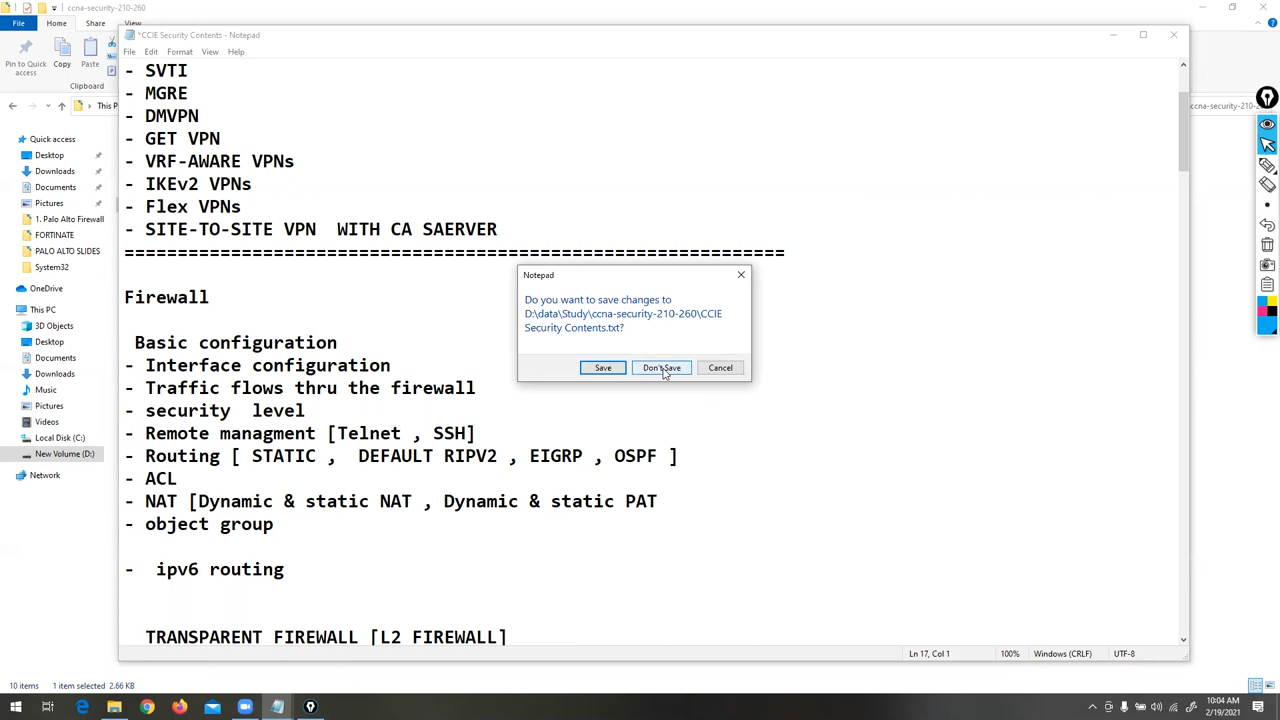 ccna-security-210-260
File
Home
Share
View
Pin to Quick access
Copy
Paste
Clipboard
This P
ccna-security-210-2
*CCIE Security Contents - Notepad
File Edit Format View Help
Quick access
Desktop
Downloads
Documents
Pictures
1. Palo Alto Firewall
FORTINATE
PALO ALTO SLIDES
System32
OneDrive
This PC
3D Objects
Desktop
Documents
Downloads
Music
Pictures
Videos
Local Disk (C:)
New Volume (D:)
Network
- SVTI
- MGRE
- DMVPN
- GET VPN
- VRF-AWARE VPNs
- IKEv2 VPNs
- Flex VPNs
- SITE-TO-SITE VPN WITH CA SAERVER
==============================================================
Firewall
Basic configuration
- Interface configuration
- Traffic flows thru the firewall
- security level
- Remote managment [Telnet , SSH]
- Routing [ STATIC , DEFAULT RIPV2 , EIGRP , OSPF ]
- ACL
- NAT [Dynamic & static NAT , Dynamic & static PAT
- object group
- ipv6 routing
TRANSPARENT FIREWALL [L2 FIREWALL]
Notepad
Do you want to save changes to
D:\data\Study\ccna-security-210-260\CCIE
Security Contents.txt?
Save
Don't Save
Cancel
Ln 17, Col 1
100%
Windows (CRLF)
UTF-8
10 items
1 item selected 2.66 KB
10:04 AM
2/19/2021